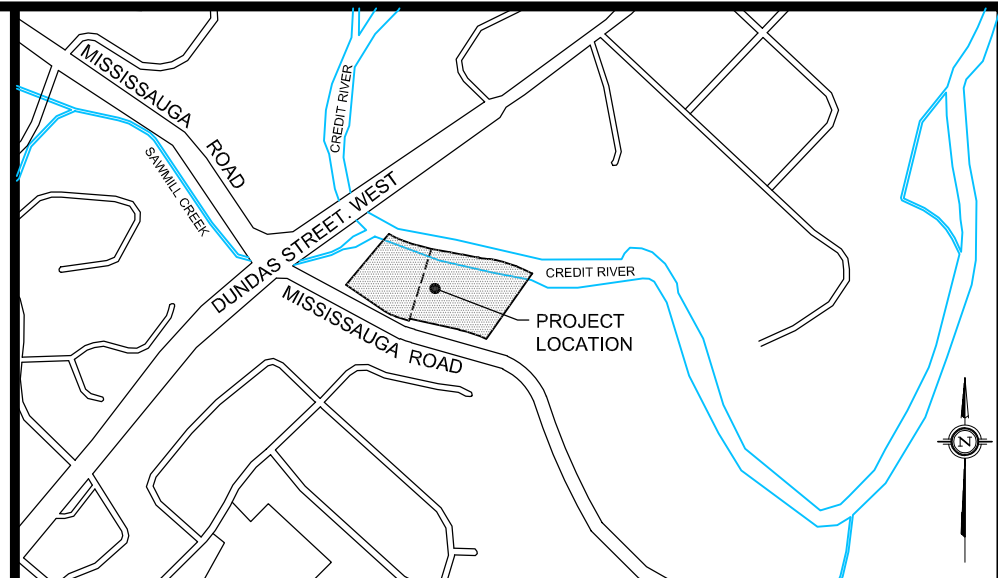 MISSISSAUGA ROAD
CREDIT RIVER
SAWMILL CREEK
DUNDAS STREET. WEST
CREDIT RIVER
MISSISSAUGA ROAD
PROJECT
LOCATION
N